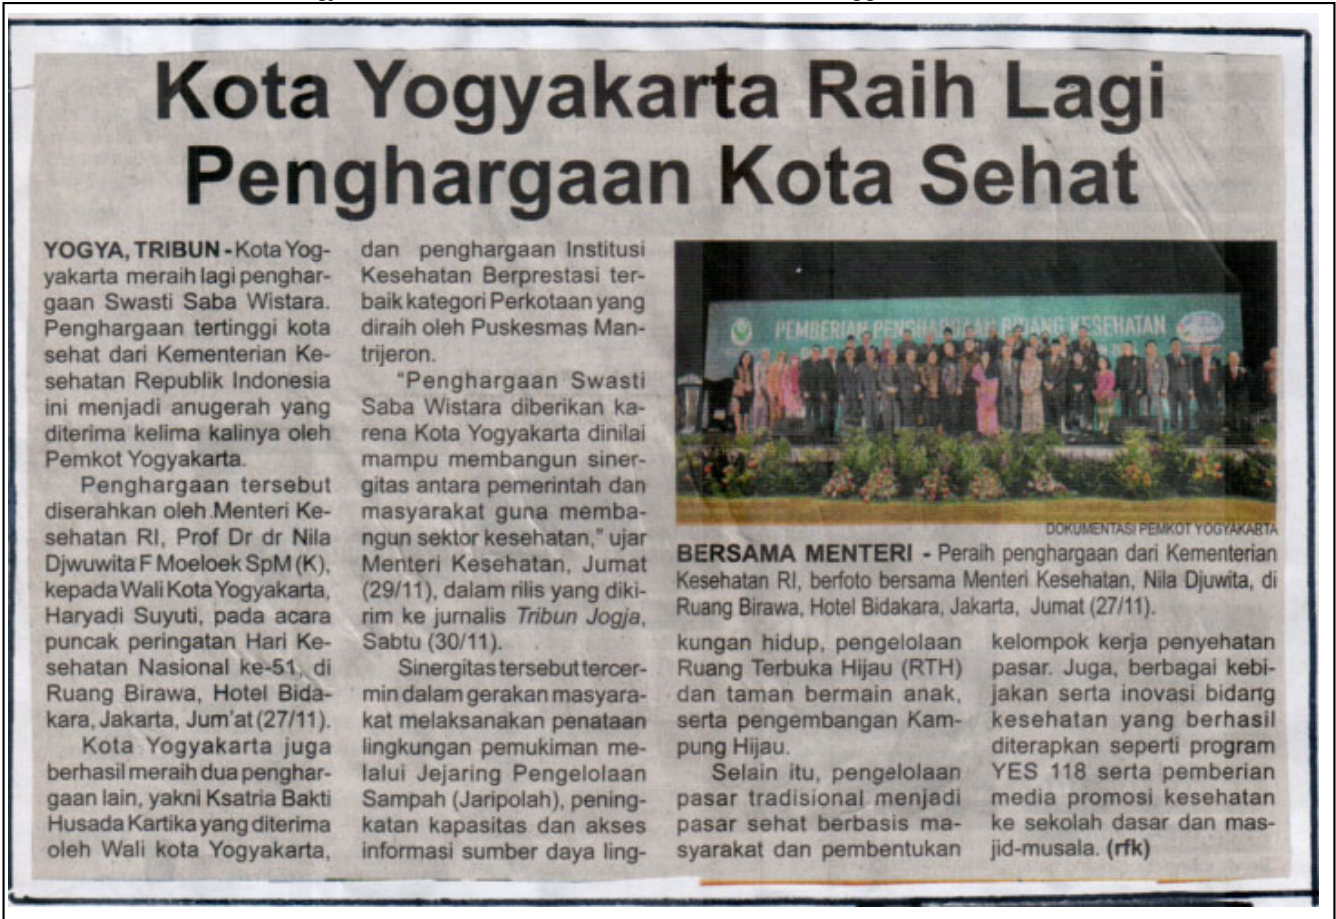 Kota Yogyakarta Raih Lagi
Penghargaan Kota Sehat
YOGYA, TRIBUN - Kota Yog-
yakarta meraih lagi penghar-
gaan Swasti Saba Wistara.
Penghargaan tertinggi kota
sehat dari Kementerian Ke-
sehatan Republik Indonesia
ini menjadi anugerah yang
diterima kelima kalinya oleh
Pemkot Yogyakarta.
Penghargaan tersebut
diserahkan oleh Menteri Ke-
sehatan RI, Prof Dr dr Nila
Djwuwita F Moeloek SpM (K),
kepada Wali Kota Yogyakarta,
Haryadi Suyuti, pada acara
puncak peringatan Hari Ke-
sehatan Nasional ke-51, di
Ruang Birawa, Hotel Bida-
kara, Jakarta, Jum'at (27/11).
Kota Yogyakarta juga
berhasil meraih dua penghar-
gaan lain, yakni Ksatria Bakti
Husada Kartika yang diterima
oleh Wali kota Yogyakarta,
dan penghargaan Institusi
Kesehatan Berprestasi ter-
baik kategori Perkotaan yang
diraih oleh Puskesmas Man-
trijeron.
"Penghargaan Swasti
Saba Wistara diberikan ka-
rena Kota Yogyakarta dinilai
mampu membangun siner-
gitas antara pemerintah dan
masyarakat guna memba-
ngun sektor kesehatan," ujar
Menteri Kesehatan, Jumat
(29/11), dalam rilis yang diki-
rim ke jurnalis Tribun Jogja,
Sabtu (30/11).
Sinergitas tersebut tercer-
min dalam gerakan masyara-
kat melaksanakan penataan
lingkungan pemukiman me-
lalui Jejaring Pengelolaan
Sampah (Jaripolah), pening-
katan kapasitas dan akses
informasi sumber daya ling-
PEMBERIAN PENGHARGAAN BIDANG KESEHATAN
DOKUMENTASI PEMKOT YOGYAKARTA
BERSAMA MENTERI - Peraih penghargaan dari Kementerian
Kesehatan RI, berfoto bersama Menteri Kesehatan, Nila Djuwita, di
Ruang Birawa, Hotel Bidakara, Jakarta, Jumat (27/11).
kungan hidup, pengelolaan
Ruang Terbuka Hijau (RTH)
dan taman bermain anak,
serta pengembangan Kam-
pung Hijau.
Selain itu, pengelolaan
pasar tradisional menjadi
pasar sehat berbasis ma-
syarakat dan pembentukan
kelompok kerja penyehatan
pasar. Juga, berbagai kebi-
jakan serta inovasi bidang
kesehatan yang berhasil
diterapkan seperti program
YES 118 serta pemberian
media promosi kesehatan
ke sekolah dasar dan mas-
jid-musala. (rfk)